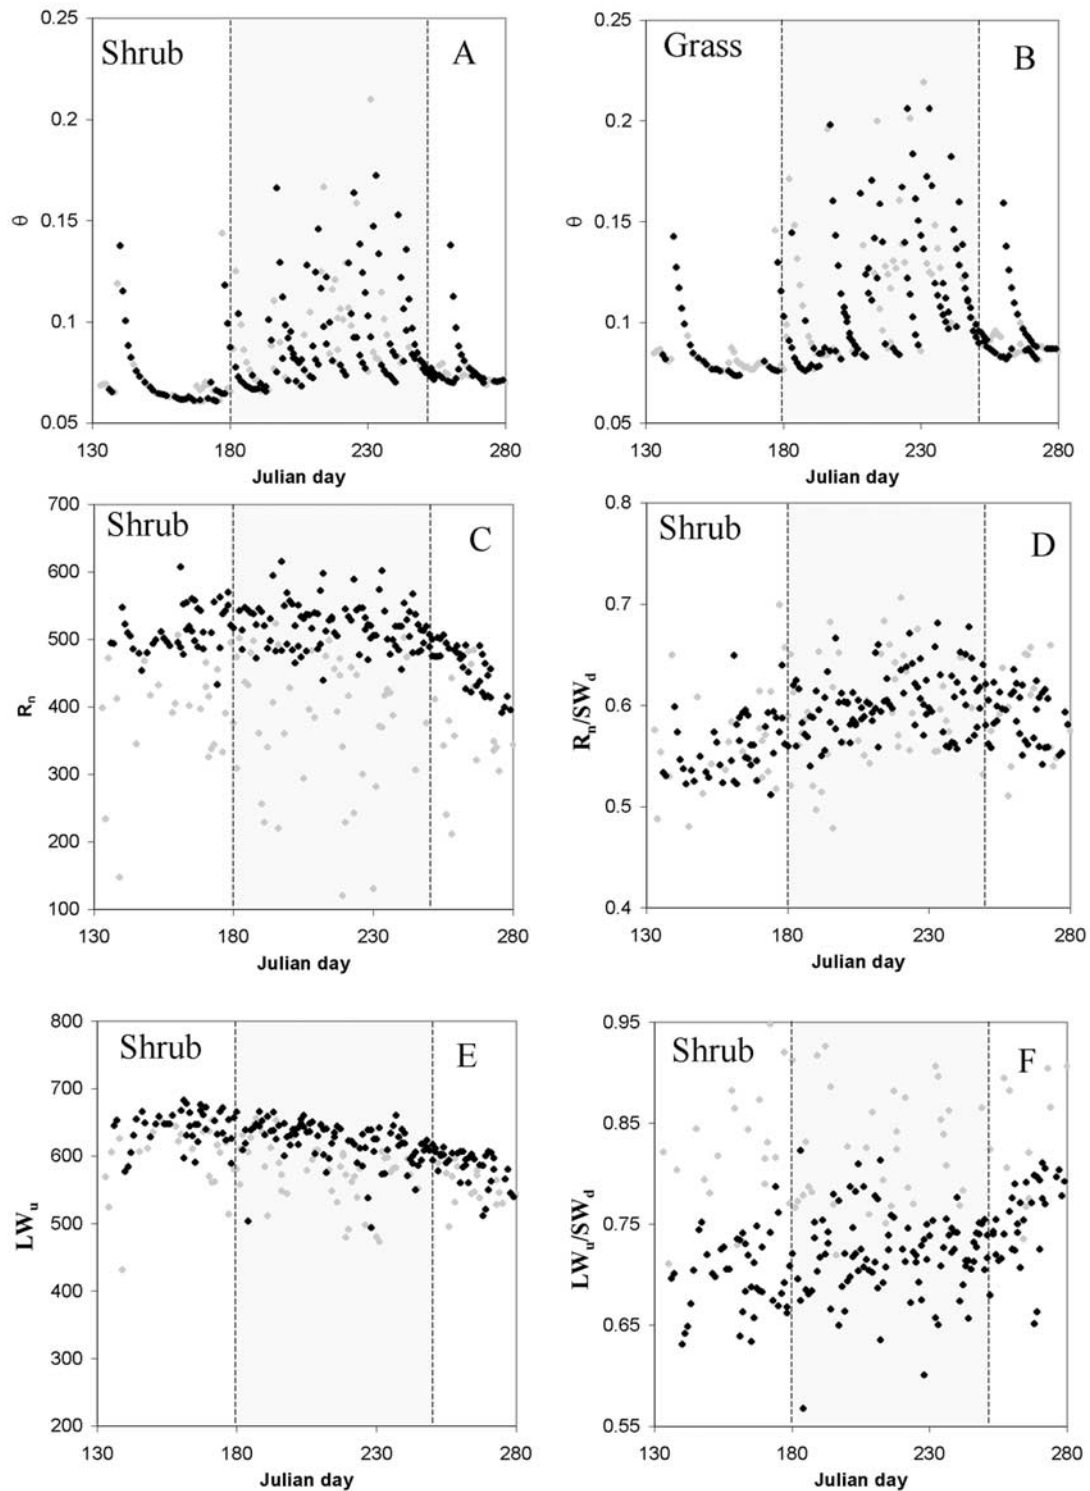 0.25
0.2
0.15
0.1
0.05
θ
Shrub
A
130
180
230
280
Julian day
0.25
0.2
0.15
0.1
0.05
θ
Grass
B
130
180
230
280
Julian day
700
600
500
400
300
200
100
Rn
Shrub
C
130
180
230
280
Julian day
0.8
0.7
0.6
0.5
0.4
Rn/SWd
Shrub
D
130
180
230
280
Julian day
800
700
600
500
400
300
200
LWu
Shrub
E
130
180
230
280
Julian day
0.95
0.85
0.75
0.65
0.55
LWu/SWd
Shrub
F
130
180
230
280
Julian day